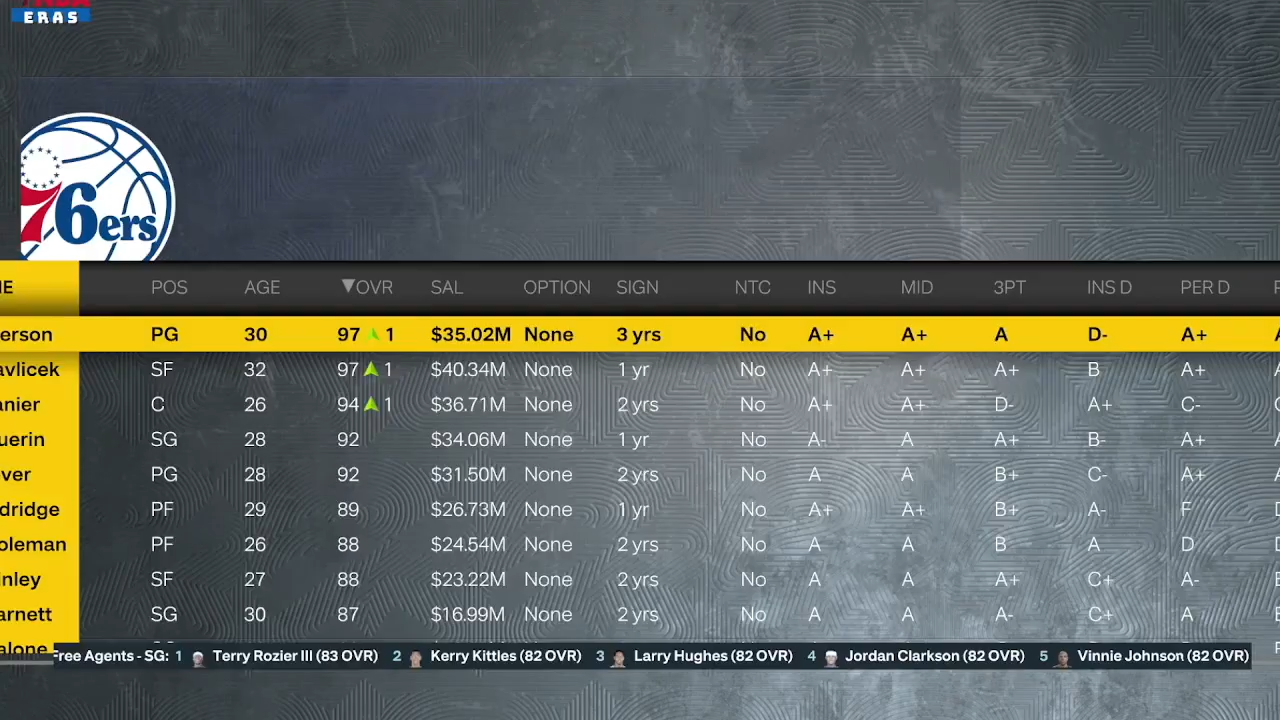 ERAS
76ers
E POS AGE ▼OVR SAL OPTION SIGN NTC INS MID 3PT INS D PER D
erson PG 30 97 1 $35.02M None 3 yrs No A+ A+ A D- A+
avlicek SF 32 97 1 $40.34M None 1 yr No A+ A+ A+ B A+
anier C 26 94 1 $36.71M None 2 yrs No A+ A+ D- A+ C-
uerin SG 28 92 $34.06M None 1 yr No A- A A+ B- A+
ver PG 28 92 $31.50M None 2 yrs No A A B+ C- A+
dridge PF 29 89 $26.73M None 1 yr No A+ A+ B+ A- F
oleman PF 26 88 $24.54M None 2 yrs No A A B A D
nley SF 27 88 $23.22M None 2 yrs No A A A+ C+ A-
arnett SG 30 87 $16.99M None 2 yrs No A A A- C+ A
alone
Free Agents - SG: 1 Terry Rozier III (83 OVR) 2 Kerry Kittles (82 OVR) 3 Larry Hughes (82 OVR) 4 Jordan Clarkson (82 OVR) 5 Vinnie Johnson (82 OVR)